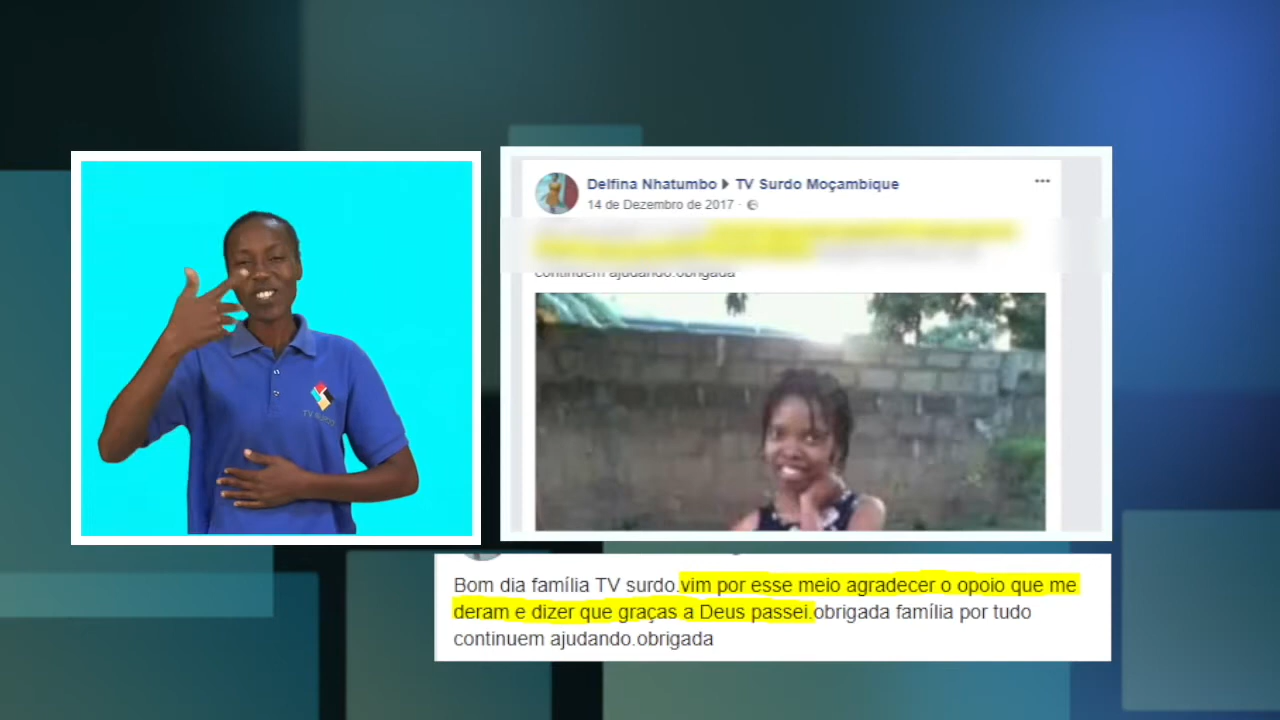 Delfina Nhatumbo ▶ TV Surdo Moçambique
14 de Dezembro de 2017 ·
continuem ajudando.obrigada
TV
Bom dia família TV surdo.vim por esse meio agradecer o opoio que me
deram e dizer que graças a Deus passei.obrigada família por tudo
continuem ajudando.obrigada